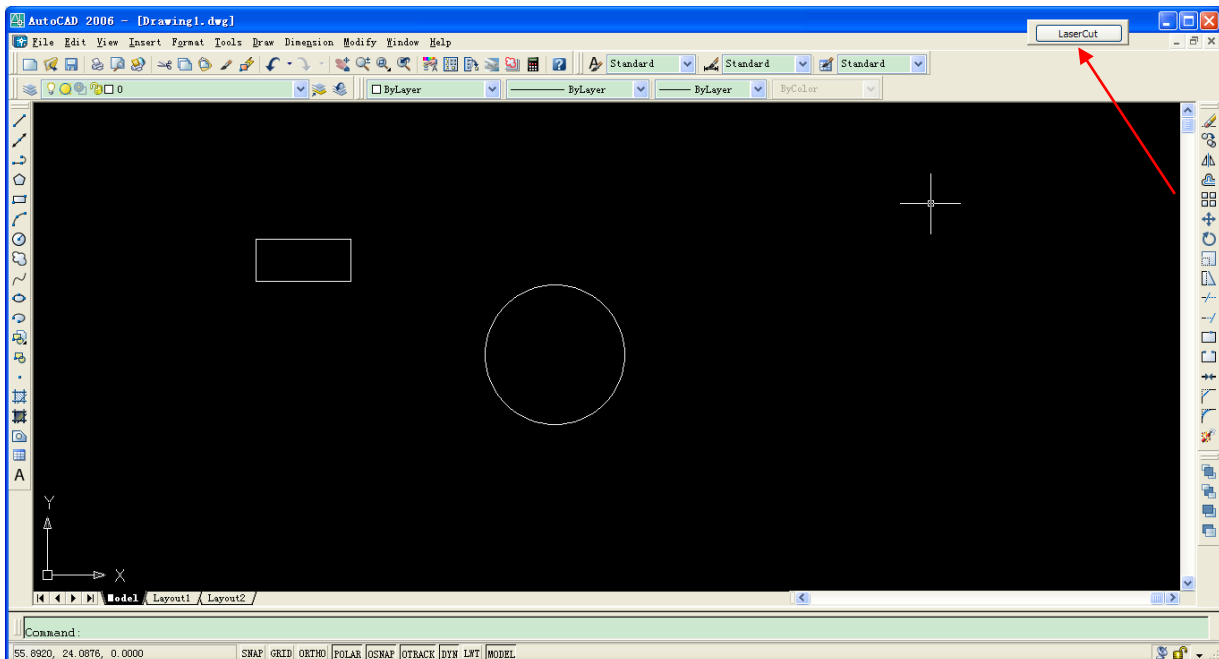 AutoCAD 2006 - [Drawing1.dwg]
LaserCut
File Edit View Insert Format Tools Draw Dimension Modify Window Help
Standard Standard Standard
0 ByLayer ByLayer ByLayer ByColor
A
Y
X
Model Layout1 Layout2
Command:
55.8920, 24.0876, 0.0000 SNAP GRID ORTHO POLAR OSNAP OTRACK DYN LWT MODEL